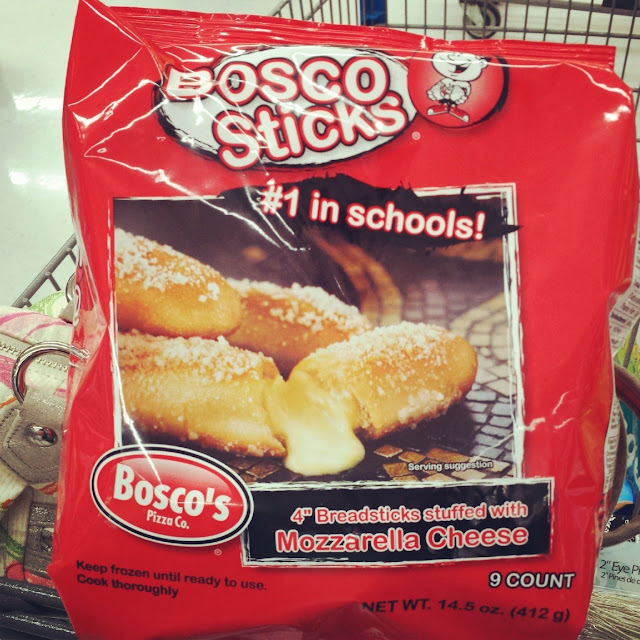 BOSCO
Sticks
#1 in schools!
Serving suggestion
BOSCO'S
Pizza Co.
®
4" Breadsticks stuffed with
Mozzarella Cheese
Keep frozen until ready to use.
Cook thoroughly
9 COUNT
NET WT. 14.5 oz. (412 g)
2" Eye